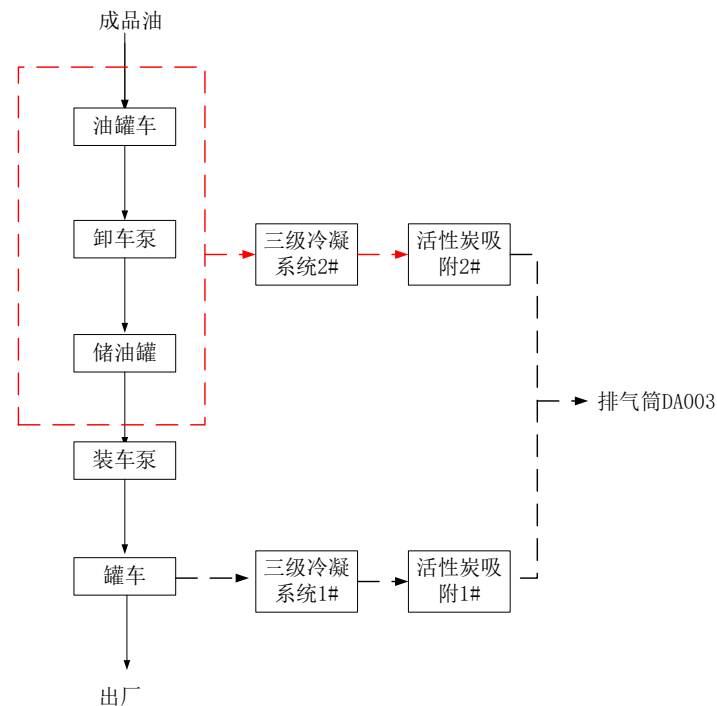 成品油
油罐车
卸车泵
三级冷凝
系统2#
活性炭吸
附2#
储油罐
排气筒DA003
装车泵
罐车
三级冷凝
系统1#
活性炭吸
附1#
出厂